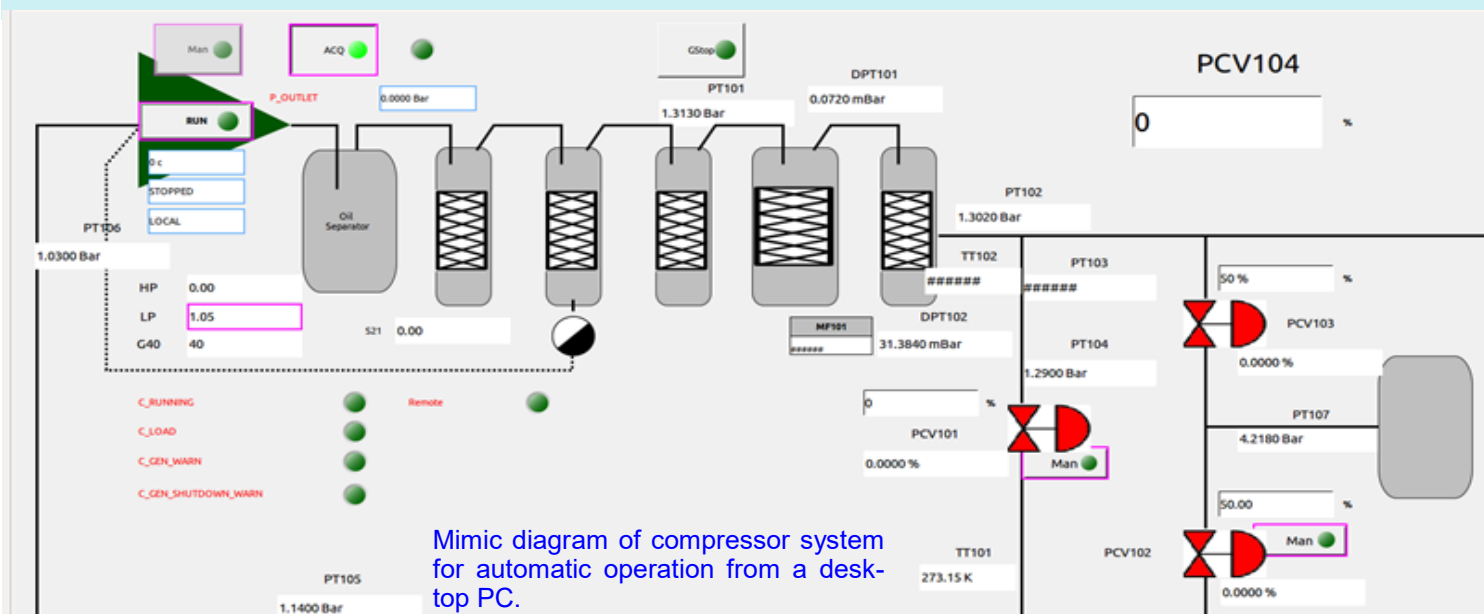 Man
ACQ
GStop
PCV104
DPT101
PT101
P_OUTLET
0.0000 Bar
0.0720 mBar
1.3130 Bar
0
%
RUN
0 c
STOPPED
LOCAL
Oil
Separator
PT102
1.3020 Bar
PT106
1.0300 Bar
TT102
PT103
######
######
50 %
%
HP
0.00
LP
1.05
G40
40
S21
0.00
MF101
######
DPT102
31.3840 mBar
PCV103
0.0000 %
PT104
1.2900 Bar
C_RUNNING
Remote
0
%
PT107
4.2180 Bar
C_LOAD
PCV101
C_GEN_WARN
0.0000 %
Man
C_GEN_SHUTDOWN_WARN
50.00
%
Mimic diagram of compressor system
for automatic operation from a desk-
top PC.
TT101
273.15 K
PCV102
Man
0.0000 %
PT105
1.1400 Bar